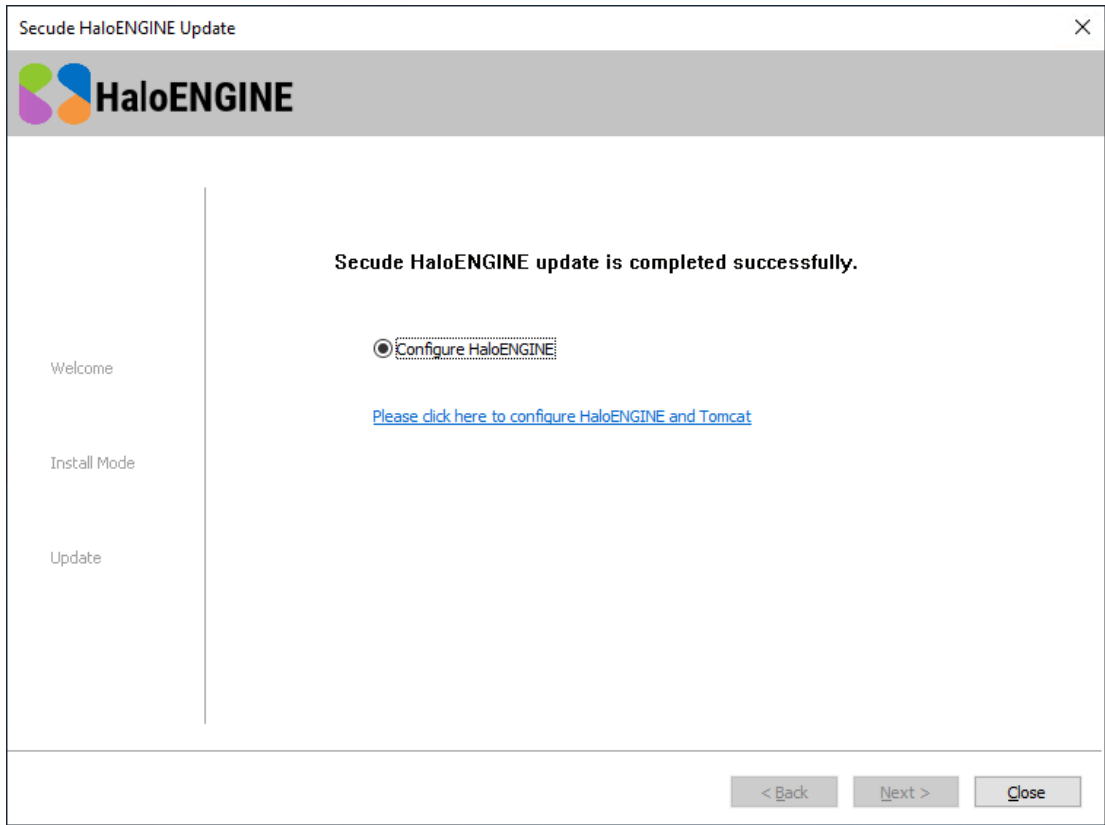 Secude HaloENGINE Update
HaloENGINE
Secude HaloENGINE update is completed successfully.
Configure HaloENGINE
Welcome
Please click here to configure HaloENGINE and Tomcat
Install Mode
Update
< Back
Next >
Close